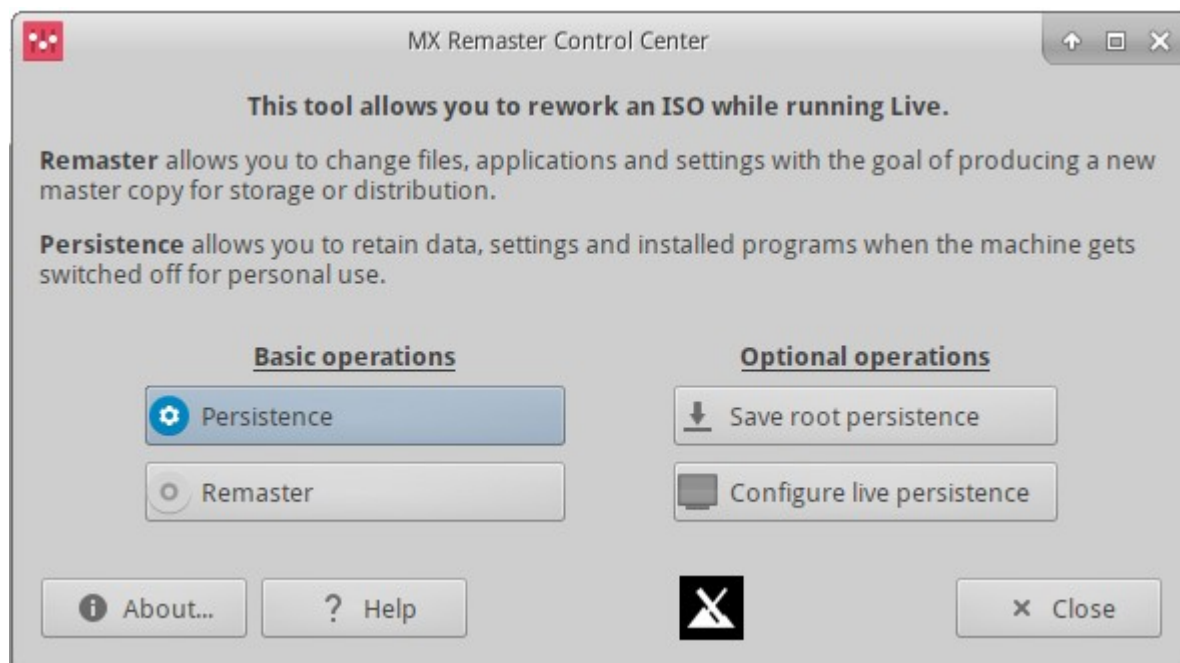 MX Remaster Control Center
This tool allows you to rework an ISO while running Live.
Remaster allows you to change files, applications and settings with the goal of producing a new
master copy for storage or distribution.
Persistence allows you to retain data, settings and installed programs when the machine gets
switched off for personal use.
Basic operations
Optional operations
Persistence
Save root persistence
Remaster
Configure live persistence
About...
? Help
Close